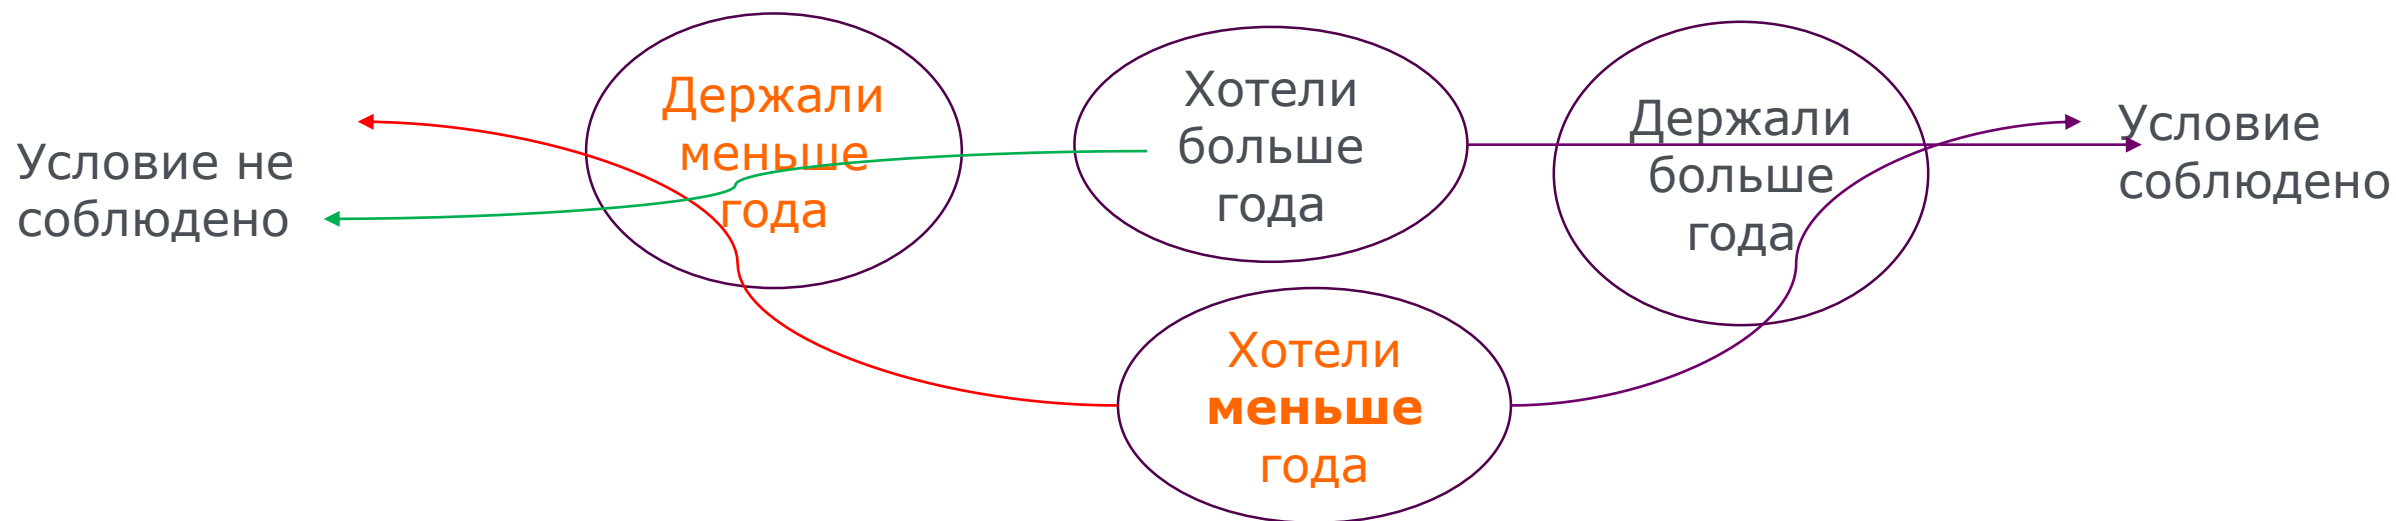 Условие не
соблюдено
Держали
меньше
года
Хотели
больше
года
Держали
больше
года
Условие
соблюдено
Хотели
меньше
года